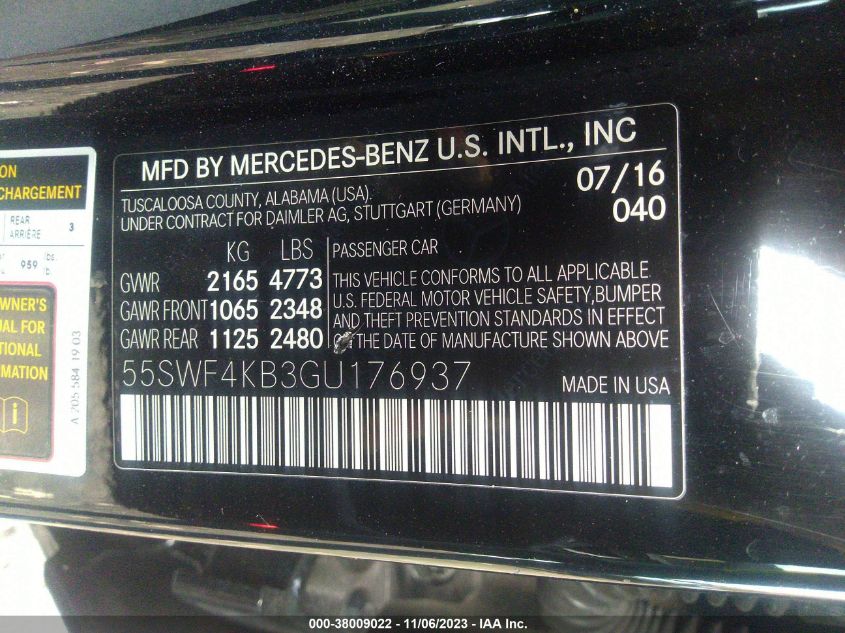 MFD BY MERCEDES-BENZ U.S. INTL., INC
TUSCALOOSA COUNTY, ALABAMA (USA)
07/16
UNDER CONTRACT FOR DAIMLER AG, STUTTGART (GERMANY)
040
KG LBS
PASSENGER CAR
GVWR 2165 4773
GAWR FRONT 1065 2348
GAWR REAR 1125 2480
THIS VEHICLE CONFORMS TO ALL APPLICABLE
U.S. FEDERAL MOTOR VEHICLE SAFETY, BUMPER
AND THEFT PREVENTION STANDARDS IN EFFECT
ON THE DATE OF MANUFACTURE SHOWN ABOVE
55SWF4KB3GU176937
MADE IN USA
CHARGEMENT
REAR
ARRIÈRE 3
959 lbs.
lb.
OWNER'S
A 205 584 19 03
000-38009022 - 11/06/2023 - IAA Inc.